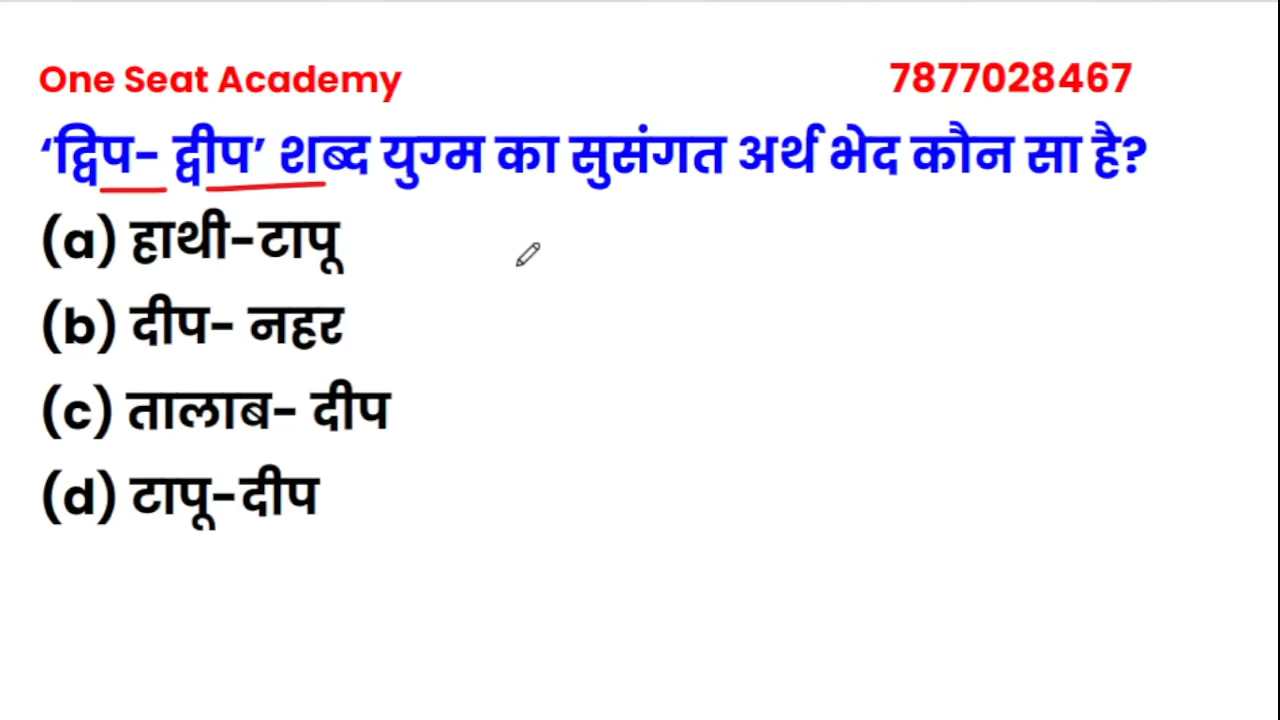 One Seat Academy 7877028467
‘द्विप- द्वीप’ शब्द युग्म का सुसंगत अर्थ भेद कौन सा है?
(a) हाथी-टापू
(b) दीप- नहर
(c) तालाब- दीप
(d) टापू-दीप